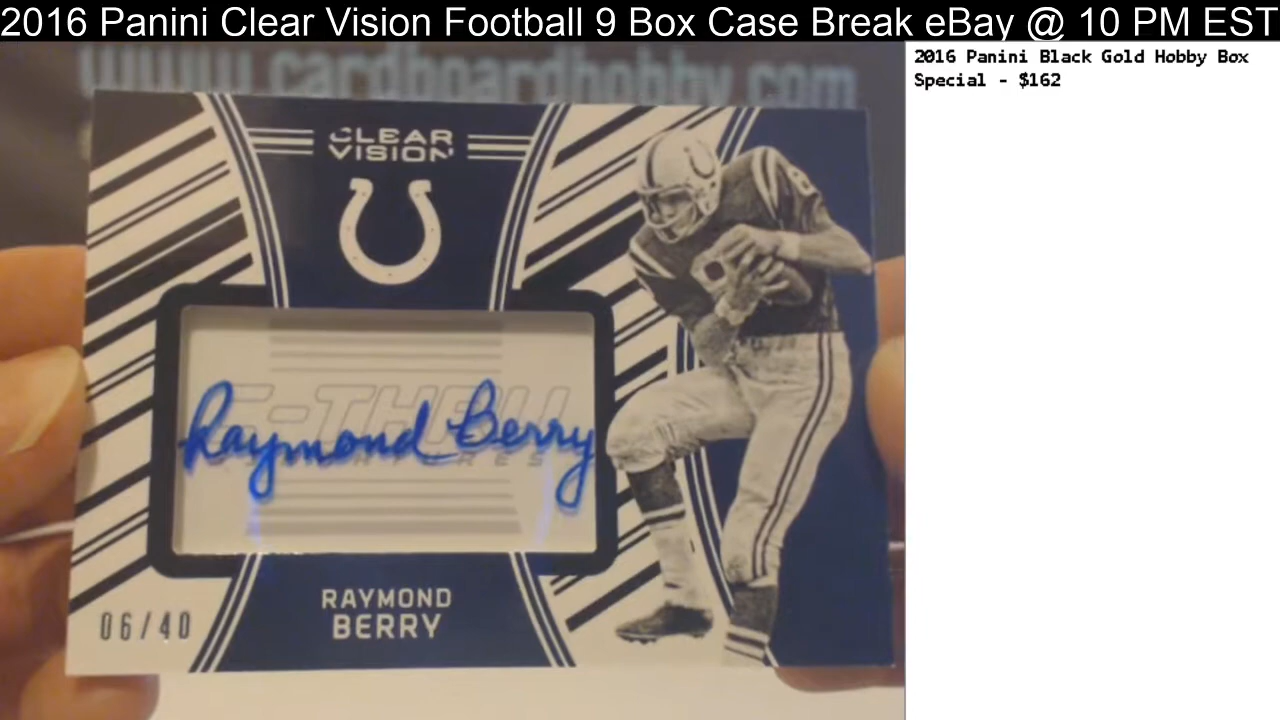 2016 Panini Clear Vision Football 9 Box Case Break eBay @ 10 PM EST
2016 Panini Black Gold Hobby Box
Special - $162
www.cardboardhobby.com
CLEAR
VISION
C-THRU
Raymond Berry
RAYMOND
BERRY
06/40